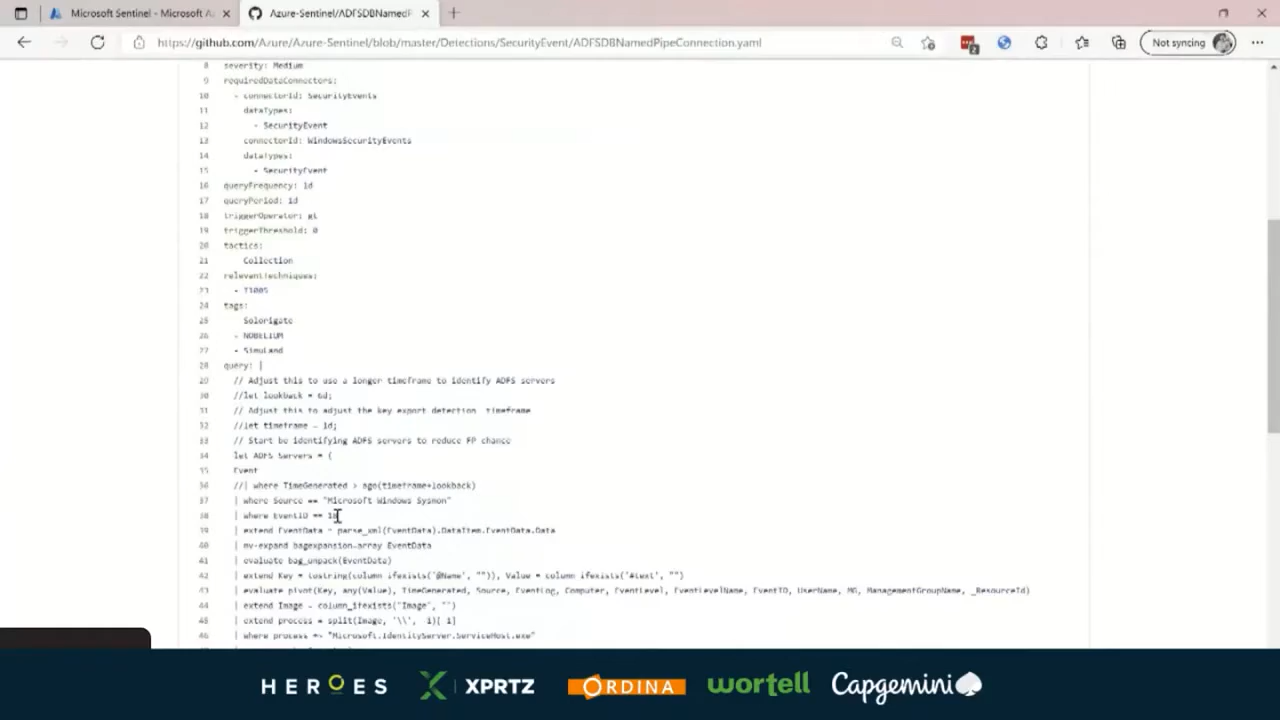 Microsoft Sentinel - Microsoft A
Azure-Sentinel/ADFSDBNamedP
https://github.com/Azure/Azure-Sentinel/blob/master/Detections/SecurityEvent/ADFSDBNamedPipeConnection.yaml
2
Not syncing
8 severity: Medium
9 requiredDataConnectors:
10 - connectorId: SecurityEvents
11 dataTypes:
12 - SecurityEvent
13 connectorId: WindowsSecurityEvents
14 dataTypes:
15 - SecurityEvent
16 queryFrequency: 1d
17 queryPeriod: 1d
18 triggerOperator: gt
19 triggerThreshold: 0
20 tactics:
21 Collection
22 relevantTechniques:
23 - T1005
24 tags:
25 Solorigate
26 - NOBELIUM
27 - SimuLand
28 query: |
29 // Adjust this to use a longer timeframe to identify ADFS servers
30 //let lookback = 6d;
31 // Adjust this to adjust the key export detection timeframe
32 //let timeframe = 1d;
33 // Start be identifying ADFS servers to reduce FP chance
34 let ADFS Servers = (
35 Event
36 //| where TimeGenerated > ago(timeframe+lookback)
37 | where Source == "Microsoft Windows Sysmon"
38 | where EventID ==
39 | extend EventData = parse_xml(EventData).DataItem.EventData.Data
40 | mv-expand bagexpansion=array EventData
41 | evaluate bag_unpack(EventData)
42 | extend Key = tostring(column ifexists('@Name', "")), Value = column ifexists('#text', "")
43 | evaluate pivot(Key, any(Value), TimeGenerated, Source, EventLog, Computer, EventLevel, EventLevelName, EventID, UserName, MG, ManagementGroupName, _ResourceId)
44 | extend Image = column_ifexists("Image", "")
45 | extend process = split(Image, '\\', 1)[ 1]
46 | where process =~ "Microsoft.IdentityServer.ServiceHost.exe"
HEROES XPRTZ ORDINA wortell Capgemini